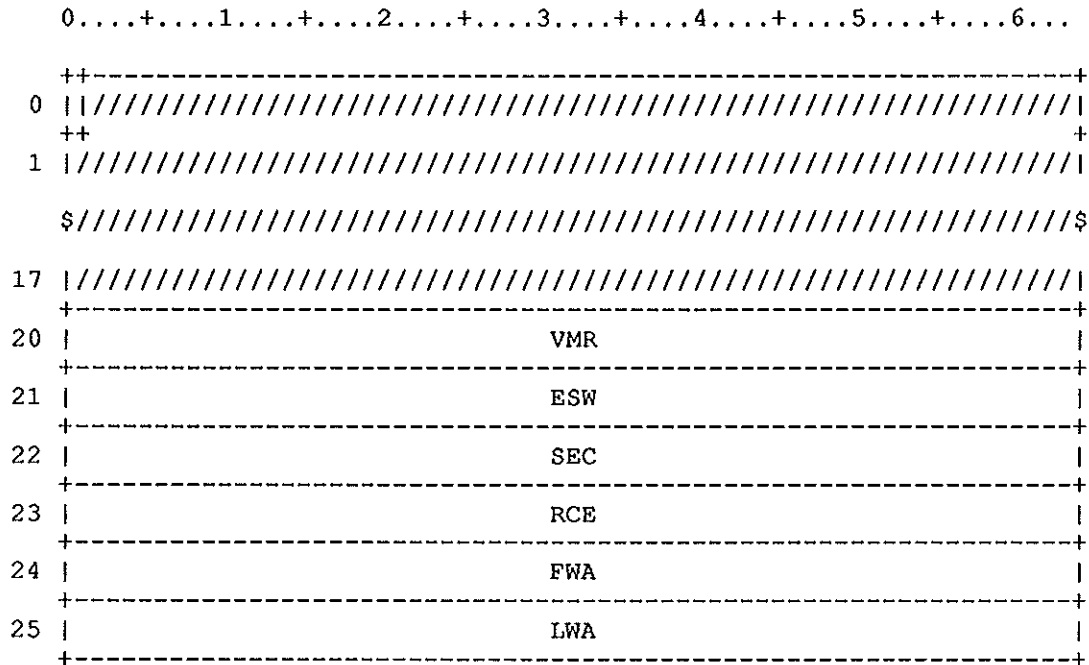 0....+....1....+....2....+....3....+....4....+....5....+....6...
++--------------------------------------------------------------+
0 ||//////////////////////////////////////////////////////////////|
++ +
1 |///////////////////////////////////////////////////////////////|
$///////////////////////////////////////////////////////////////$
17 |///////////////////////////////////////////////////////////////|
+---------------------------------------------------------------+
20 | VMR |
+---------------------------------------------------------------+
21 | ESW |
+---------------------------------------------------------------+
22 | SEC |
+---------------------------------------------------------------+
23 | RCE |
+---------------------------------------------------------------+
24 | FWA |
+---------------------------------------------------------------+
25 | LWA |
+---------------------------------------------------------------+